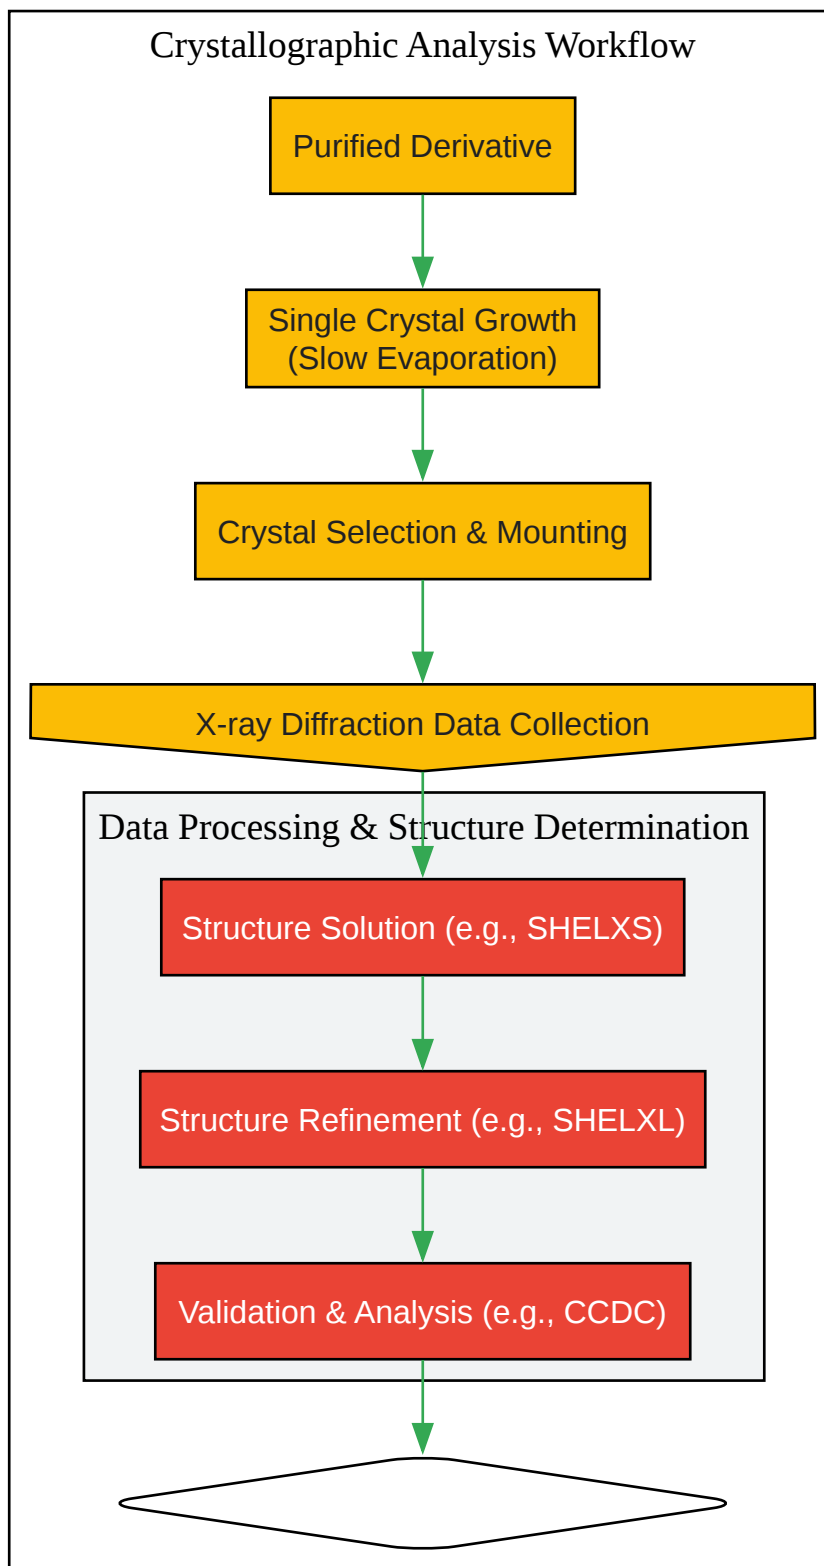 Crystallographic Analysis Workflow
Purified Derivative
Single Crystal Growth
(Slow Evaporation)
Crystal Selection & Mounting
X-ray Diffraction Data Collection
Data Processing & Structure Determination
Structure Solution (e.g., SHELXS)
Structure Refinement (e.g., SHELXL)
Validation & Analysis (e.g., CCDC)